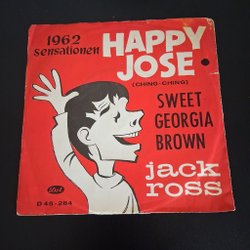 1962
sensationen
HAPPY
JOSE
(CHING-CHING)
SWEET
GEORGIA
BROWN
jack
ross
D 45-284